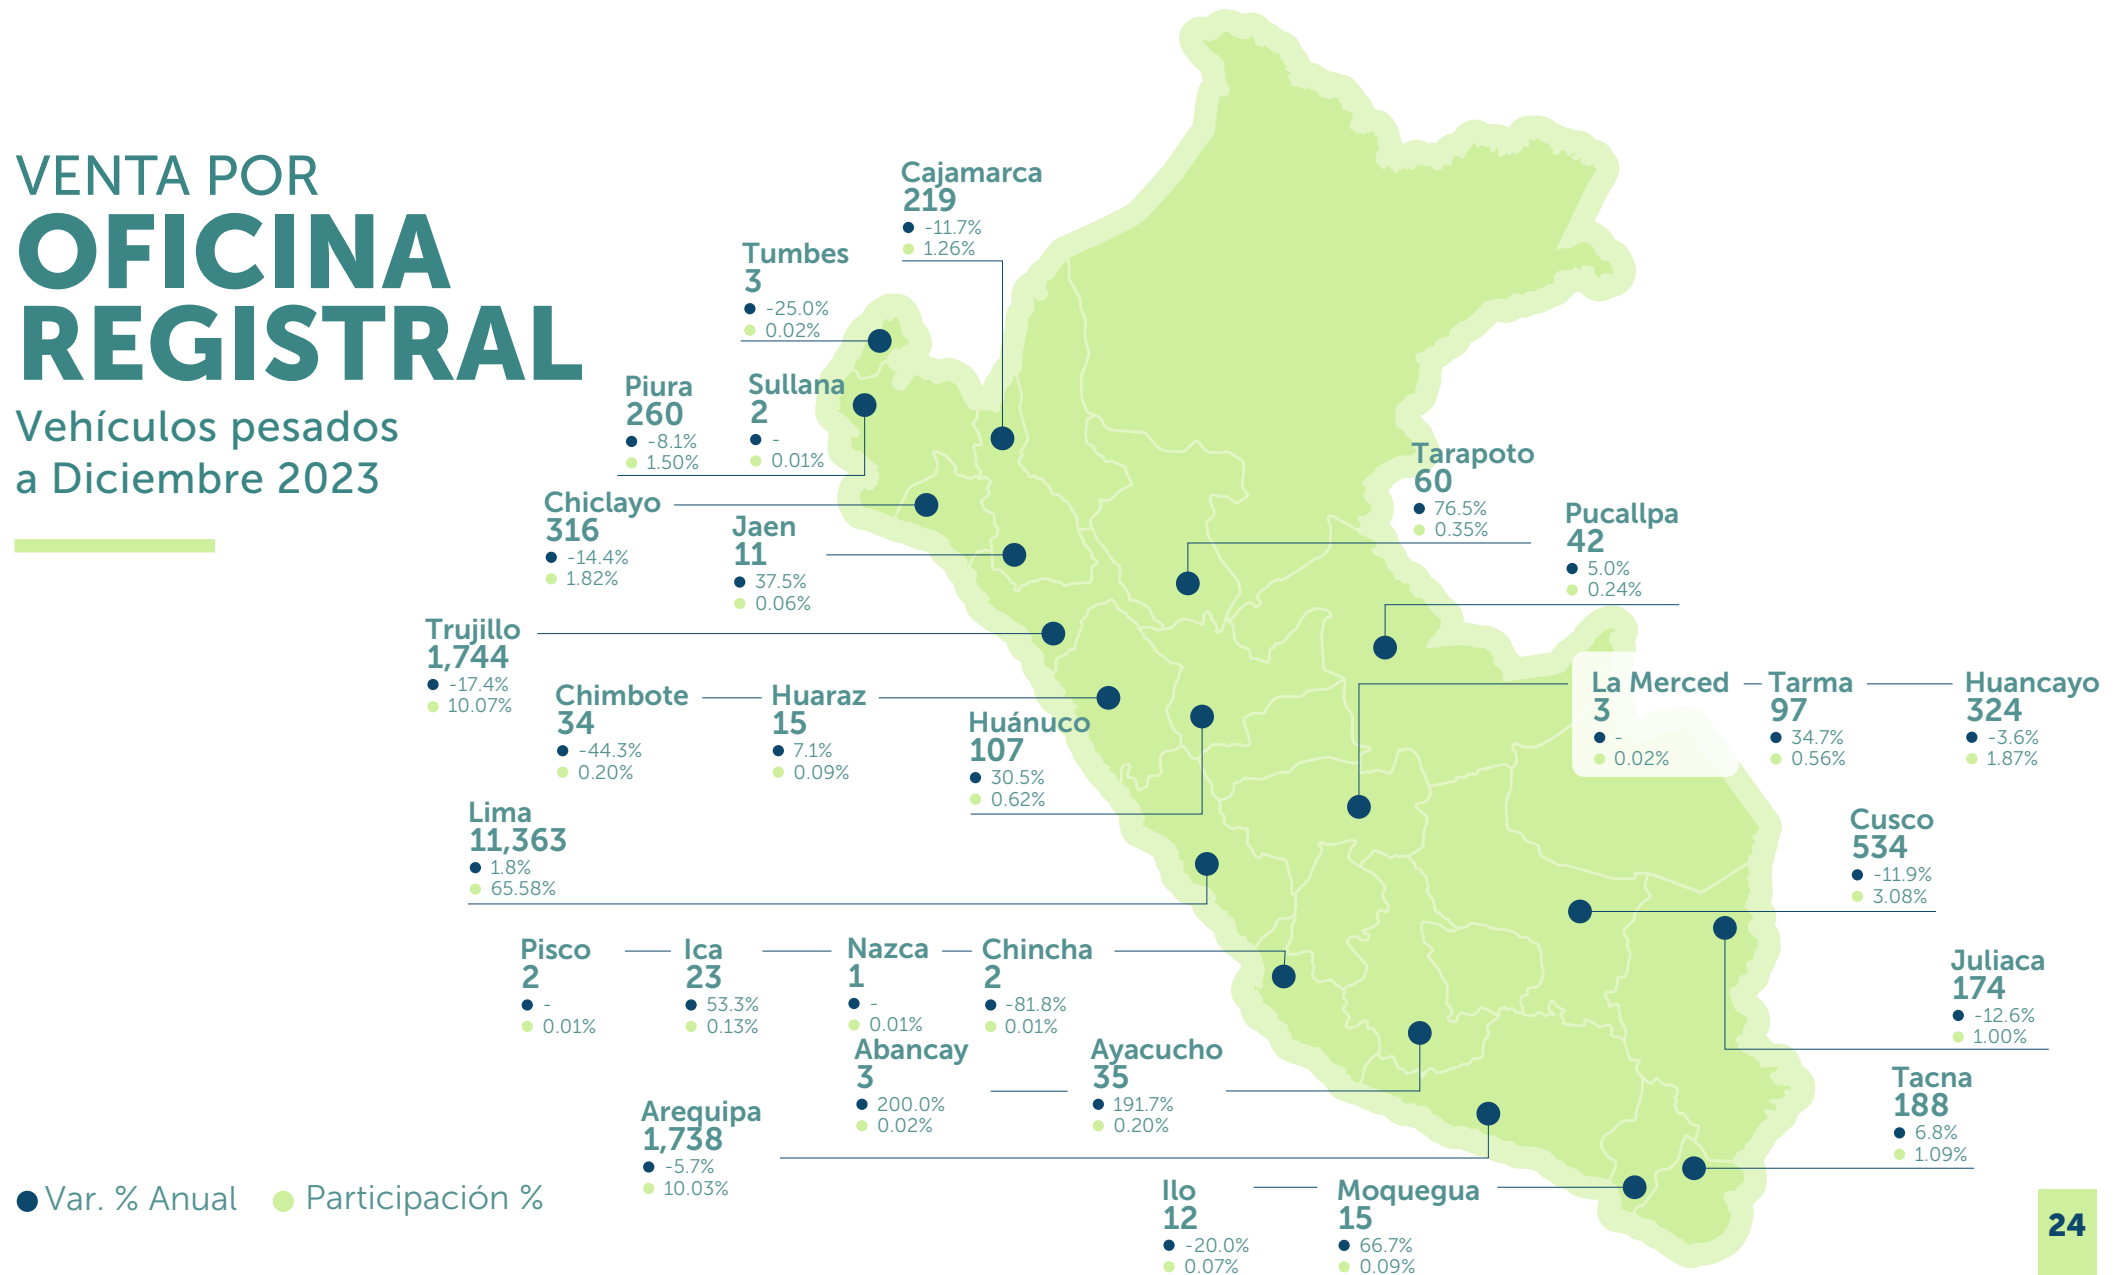 VENTA POR
OFICINA
REGISTRAL
Vehículos pesados
a Diciembre 2023
Cajamarca
219
-11.7%
1.26%
Tumbes
3
-25.0%
0.02%
Piura
260
-8.1%
1.50%
Sullana
2
-
0.01%
Chiclayo
316
-14.4%
1.82%
Jaen
11
37.5%
0.06%
Tarapoto
60
76.5%
0.35%
Pucallpa
42
5.0%
0.24%
Trujillo
1,744
-17.4%
10.07%
Chimbote
34
-44.3%
0.20%
Huaraz
15
7.1%
0.09%
Huánuco
107
30.5%
0.62%
La Merced
3
-
0.02%
Tarma
97
34.7%
0.56%
Huancayo
324
-3.6%
1.87%
Lima
11,363
1.8%
65.58%
Cusco
534
-11.9%
3.08%
Pisco
2
-
0.01%
Ica
23
53.3%
0.13%
Nazca
1
-
0.01%
Chincha
2
-81.8%
0.01%
Juliaca
174
-12.6%
1.00%
Abancay
3
200.0%
0.02%
Ayacucho
35
191.7%
0.20%
Arequipa
1,738
-5.7%
10.03%
Tacna
188
6.8%
1.09%
Ilo
12
-20.0%
0.07%
Moquegua
15
66.7%
0.09%
Var. % Anual
Participación %
24